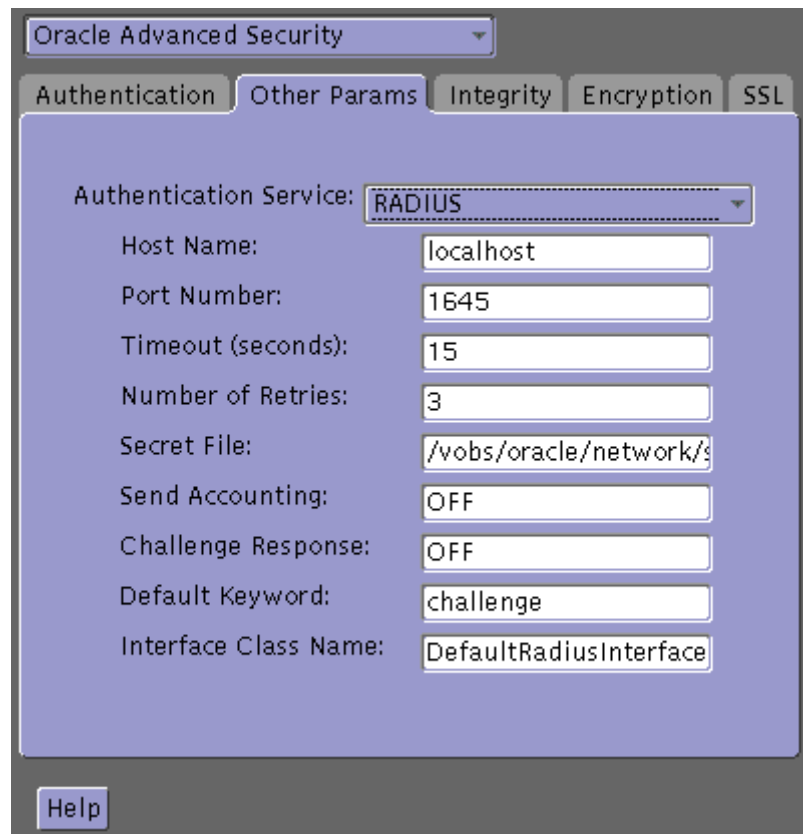 Oracle Advanced Security
Authentication Other Params Integrity Encryption SSL
Authentication Service: RADIUS
Host Name: localhost
Port Number: 1645
Timeout (seconds): 15
Number of Retries: 3
Secret File: /vobs/oracle/network/s
Send Accounting: OFF
Challenge Response: OFF
Default Keyword: challenge
Interface Class Name: DefaultRadiusInterface
Help